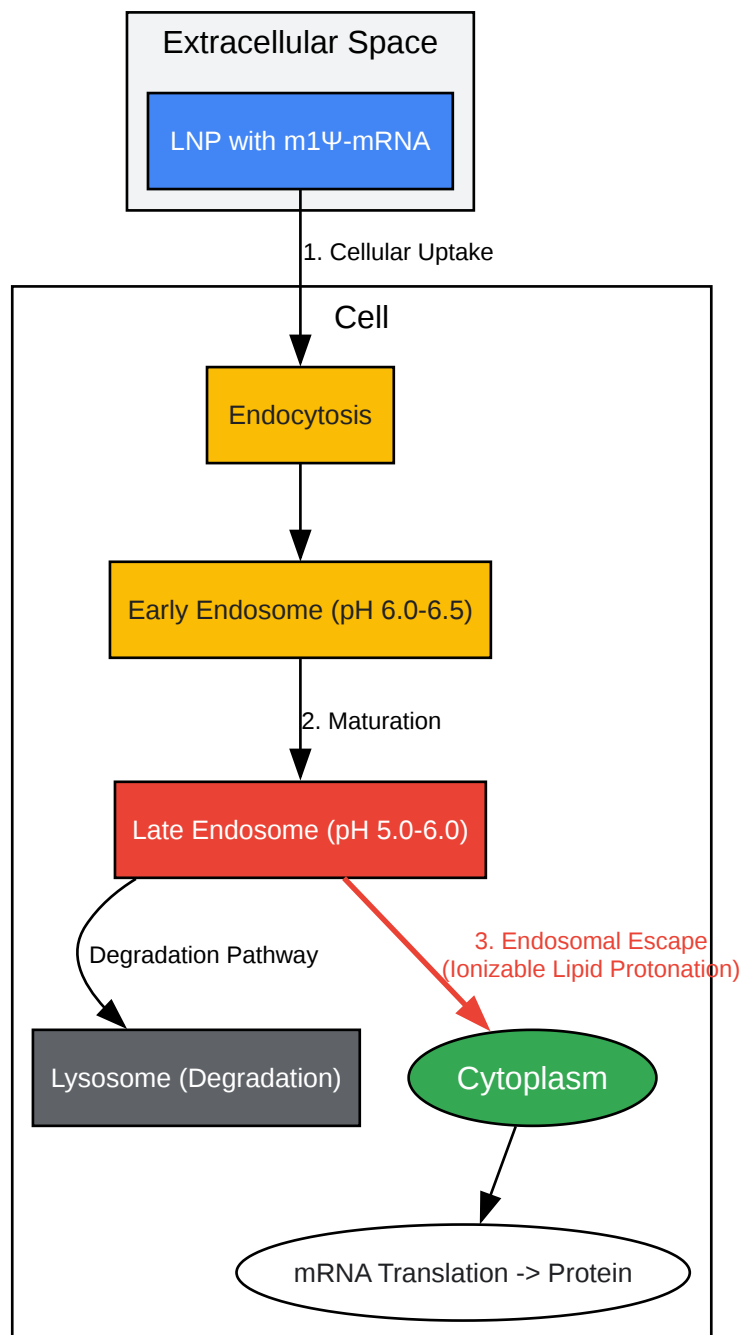 Extracellular Space
LNP with m1Ψ-mRNA
1. Cellular Uptake
Cell
Endocytosis
Early Endosome (pH 6.0-6.5)
2. Maturation
Late Endosome (pH 5.0-6.0)
Degradation Pathway
3. Endosomal Escape
(Ionizable Lipid Protonation)
Lysosome (Degradation)
Cytoplasm
mRNA Translation -> Protein